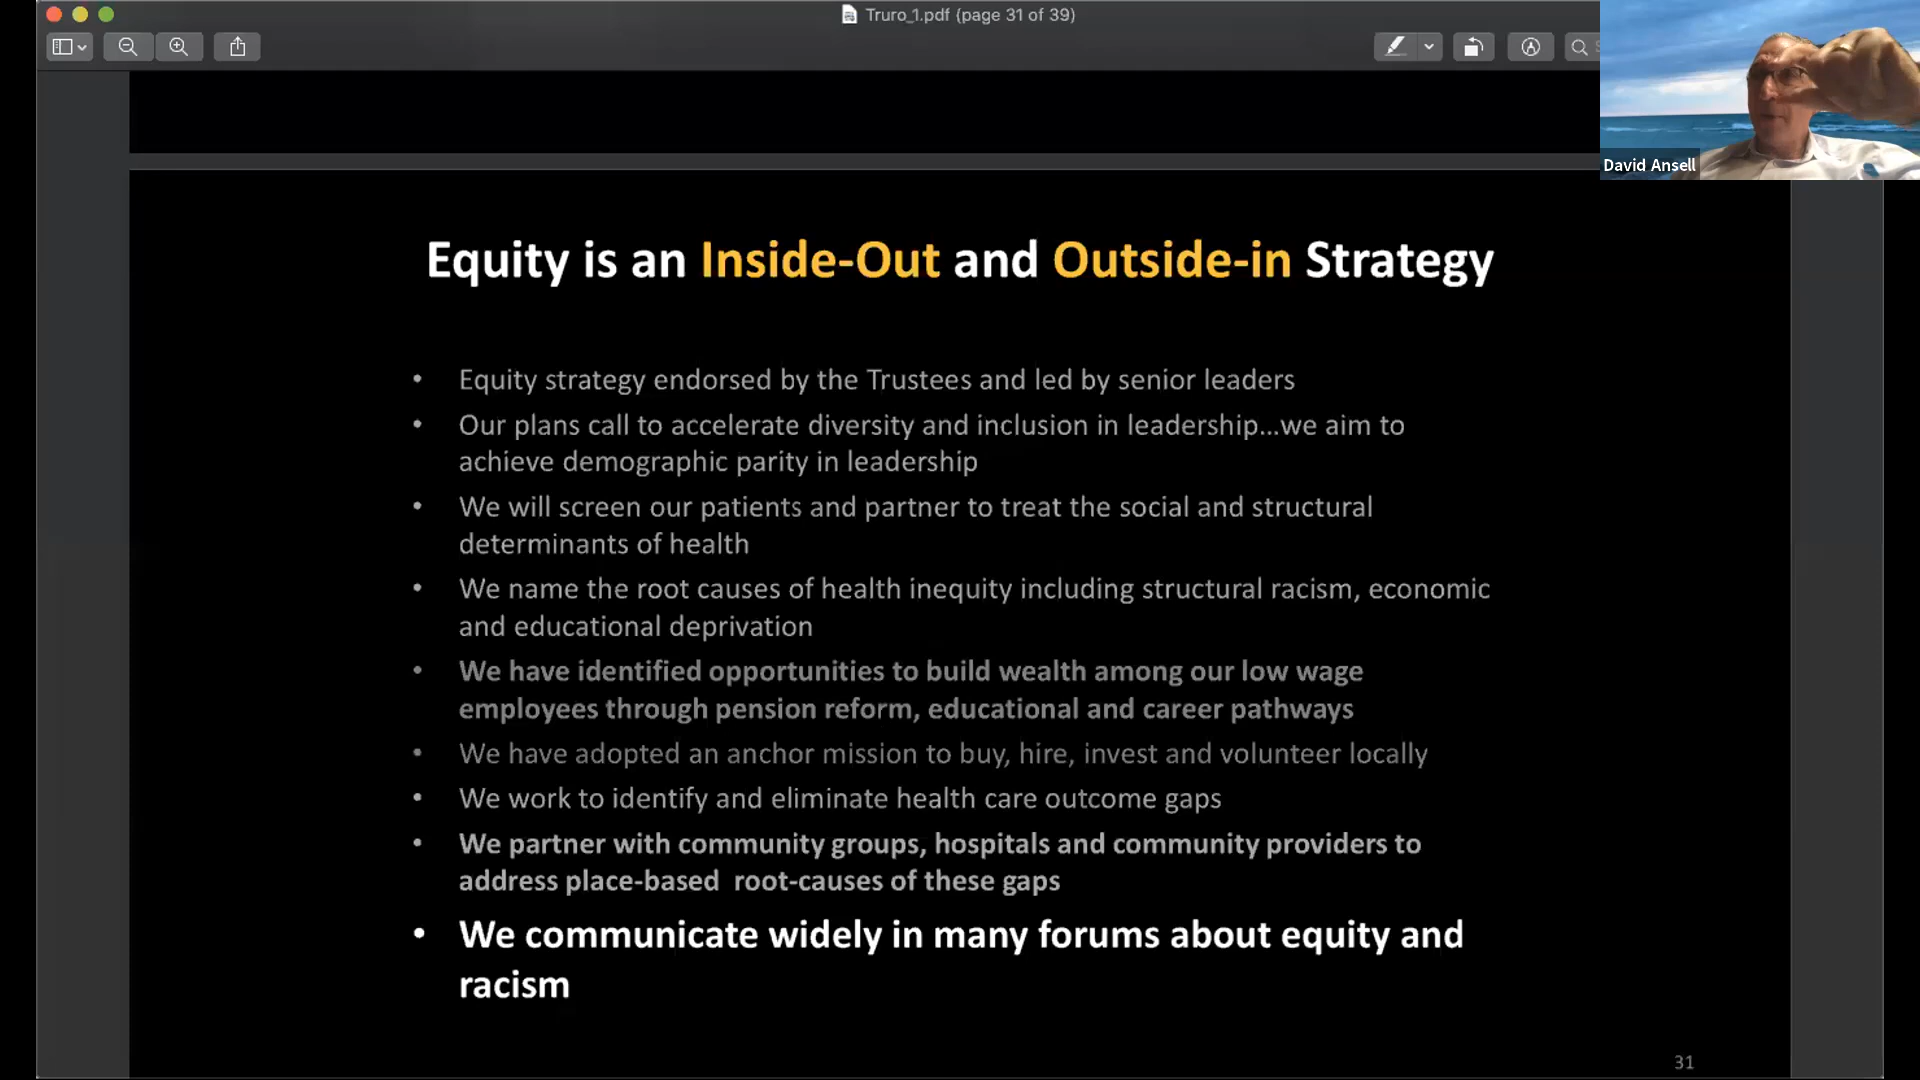 Truro_1.pdf (page 31 of 39)
David Ansell
Equity is an Inside-Out and Outside-in Strategy
• Equity strategy endorsed by the Trustees and led by senior leaders
• Our plans call to accelerate diversity and inclusion in leadership...we aim to
achieve demographic parity in leadership
• We will screen our patients and partner to treat the social and structural
determinants of health
• We name the root causes of health inequity including structural racism, economic
and educational deprivation
• We have identified opportunities to build wealth among our low wage
employees through pension reform, educational and career pathways
• We have adopted an anchor mission to buy, hire, invest and volunteer locally
• We work to identify and eliminate health care outcome gaps
• We partner with community groups, hospitals and community providers to
address place-based  root-causes of these gaps
• We communicate widely in many forums about equity and
racism
31